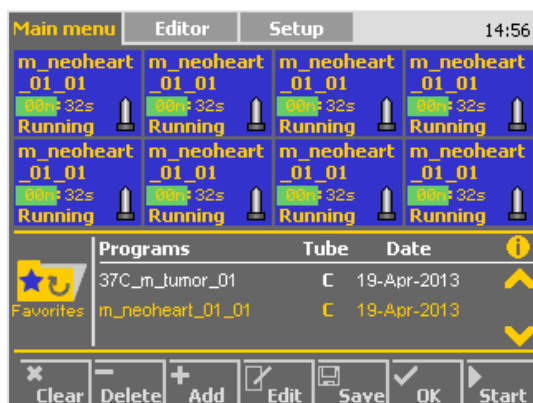 Main menu Editor Setup 14:56
m_neoheart m_neoheart m_neoheart m_neoheart
_01_01 _01_01 _01_01 _01_01
00m:32s 00m:32s 00m:32s 00m:32s
Running Running Running Running
m_neoheart m_neoheart m_neoheart m_neoheart
_01_01 _01_01 _01_01 _01_01
00m:32s 00m:32s 00m:32s 00m:32s
Running Running Running Running
Programs Tube Date i
37C_m_tumor_01 C 19-Apr-2013
Favorites m_neoheart_01_01 C 19-Apr-2013
Clear Delete Add Edit Save OK Start